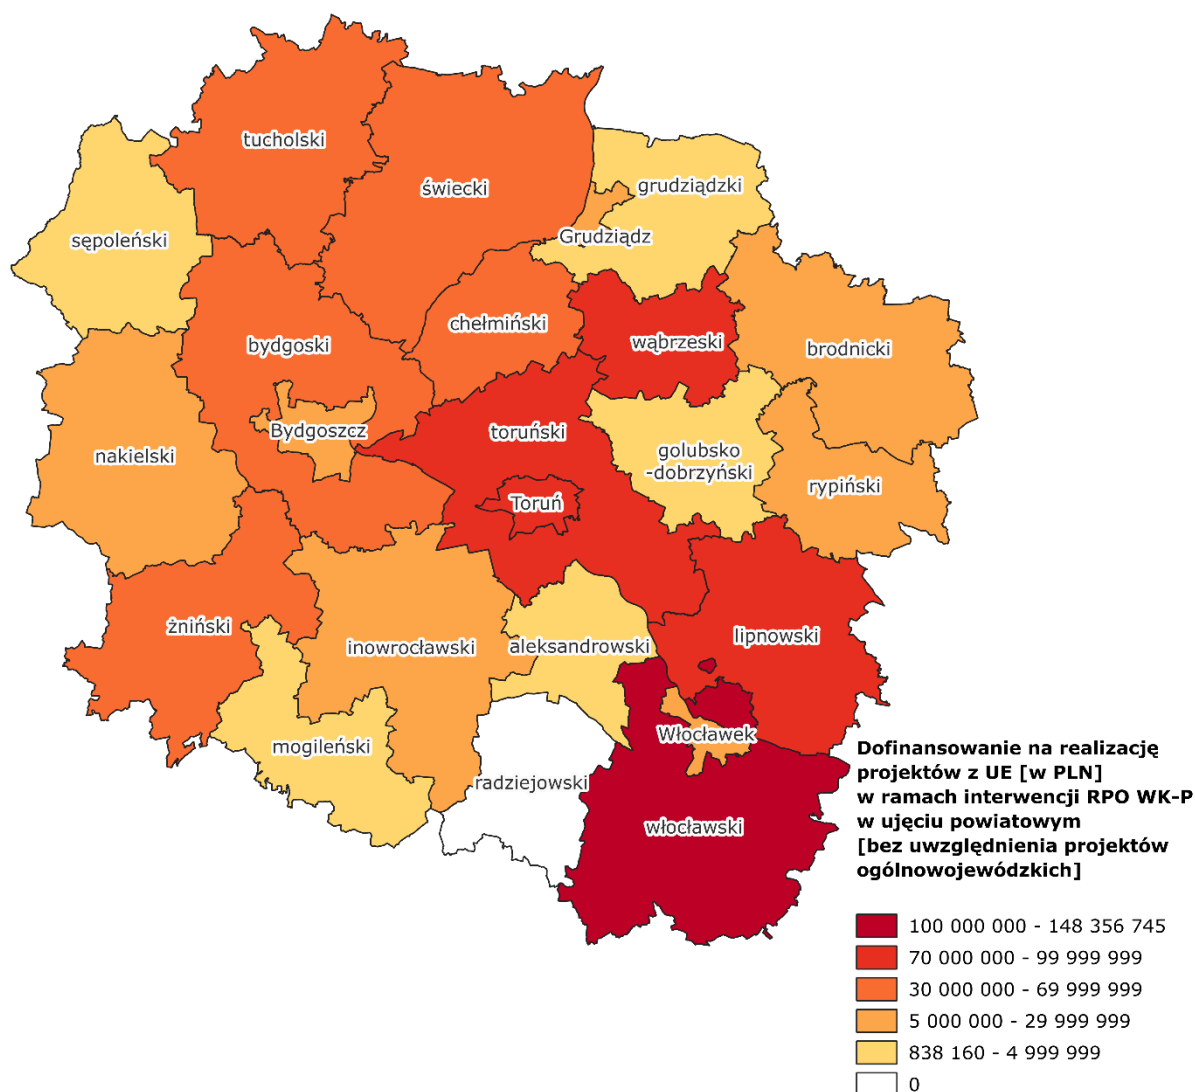 tucholski
świecki
grudziądzki
sępoleński
Grudziądz
chełmiński
bydgoski
wąbrzeski
brodnicki
Bydgoszcz
toruński
nakielski
golubsko
-dobrzyński
rypiński
Toruń
żniński
inowrocławski
aleksandrowski
lipnowski
mogileński
Włocławek
radziejowski
włocławski
Dofinansowanie na realizację
projektów z UE [w PLN]
w ramach interwencji RPO WK-P
w ujęciu powiatowym
[bez uwzględnienia projektów
ogólnowojewódzkich]
100 000 000 - 148 356 745
70 000 000 - 99 999 999
30 000 000 - 69 999 999
5 000 000 - 29 999 999
838 160 - 4 999 999
0